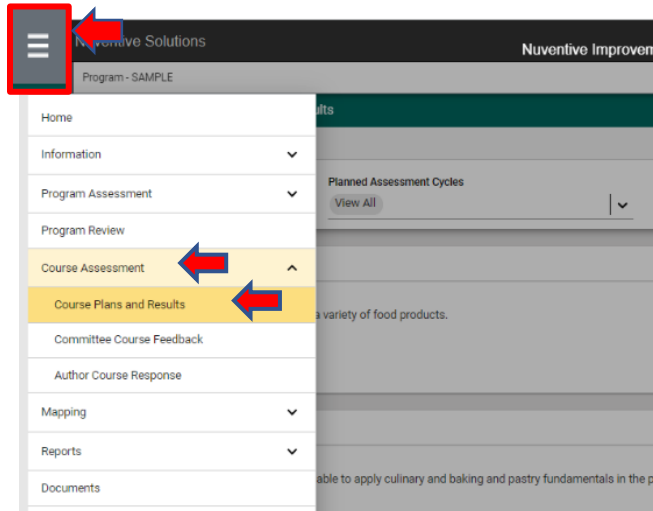 Nuventive Solutions
Nuventive Improvem
Program - SAMPLE
Home
ults
Information
Program Assessment
Planned Assessment Cycles
View All
Program Review
Course Assessment
Course Plans and Results
a variety of food products.
Committee Course Feedback
Author Course Response
Mapping
Reports
able to apply culinary and baking and pastry fundamentals in the p
Documents